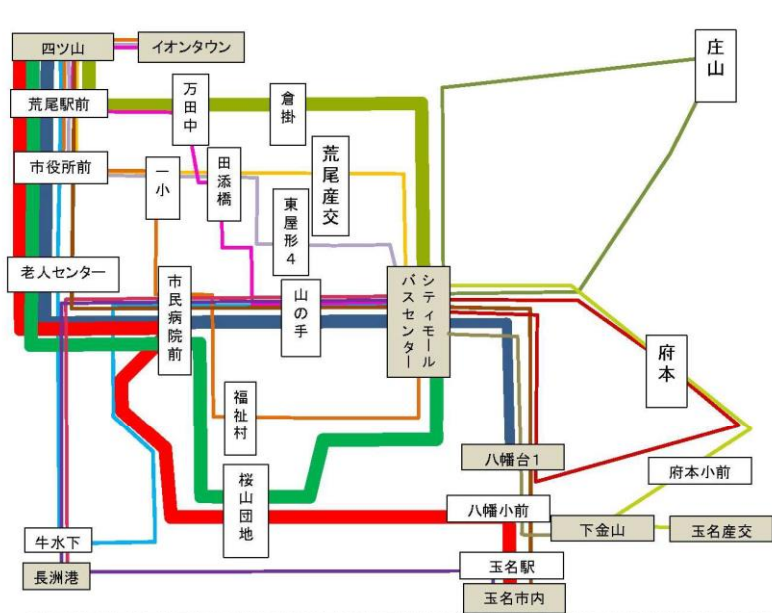 四ツ山
イオンタウン
庄山
荒尾駅前
万田中
倉掛
市役所前
一小
田添橋
荒尾産交
東屋形4
老人センター
市民病院前
山の手
シティモール
バスセンター
府本
福祉村
八幡台1
府本小前
桜山団地
八幡小前
下金山
玉名産交
牛水下
長洲港
玉名駅
玉名市内